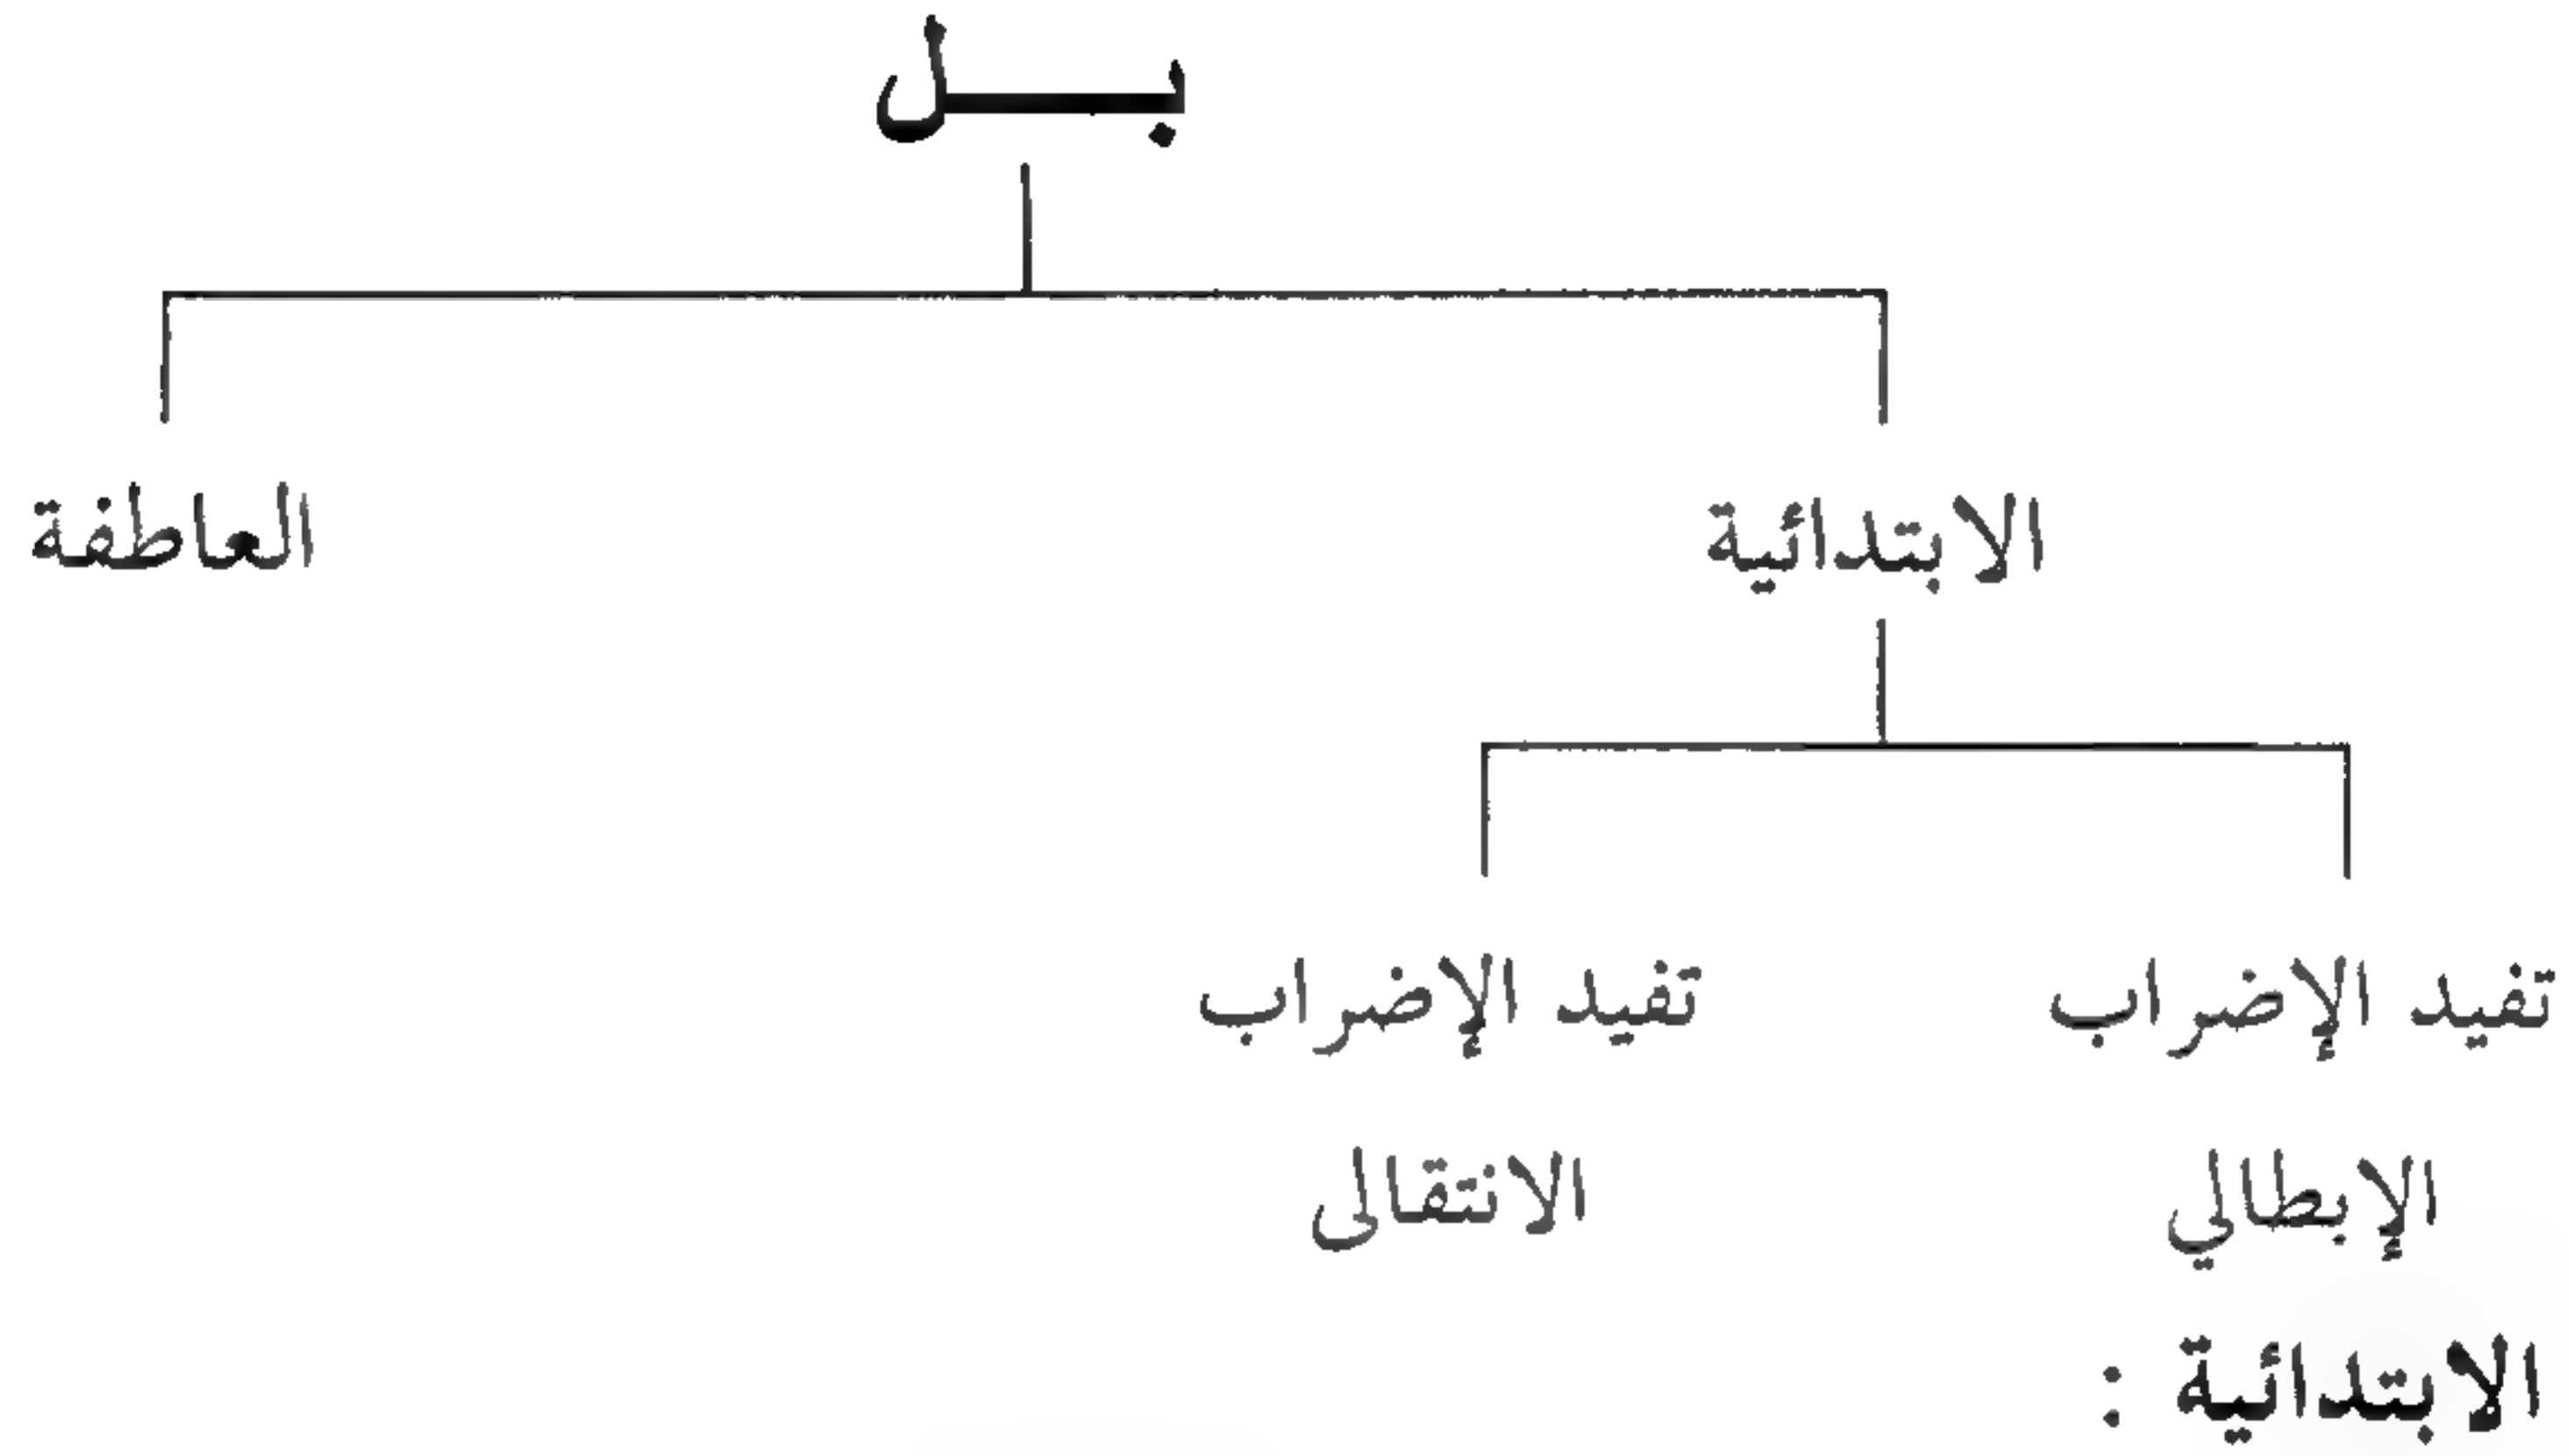 بـــل
الابتدائية العاطفة
تفيد الإضراب تفيد الإضراب
الإبطالي الانتقالى
الابتدائية :